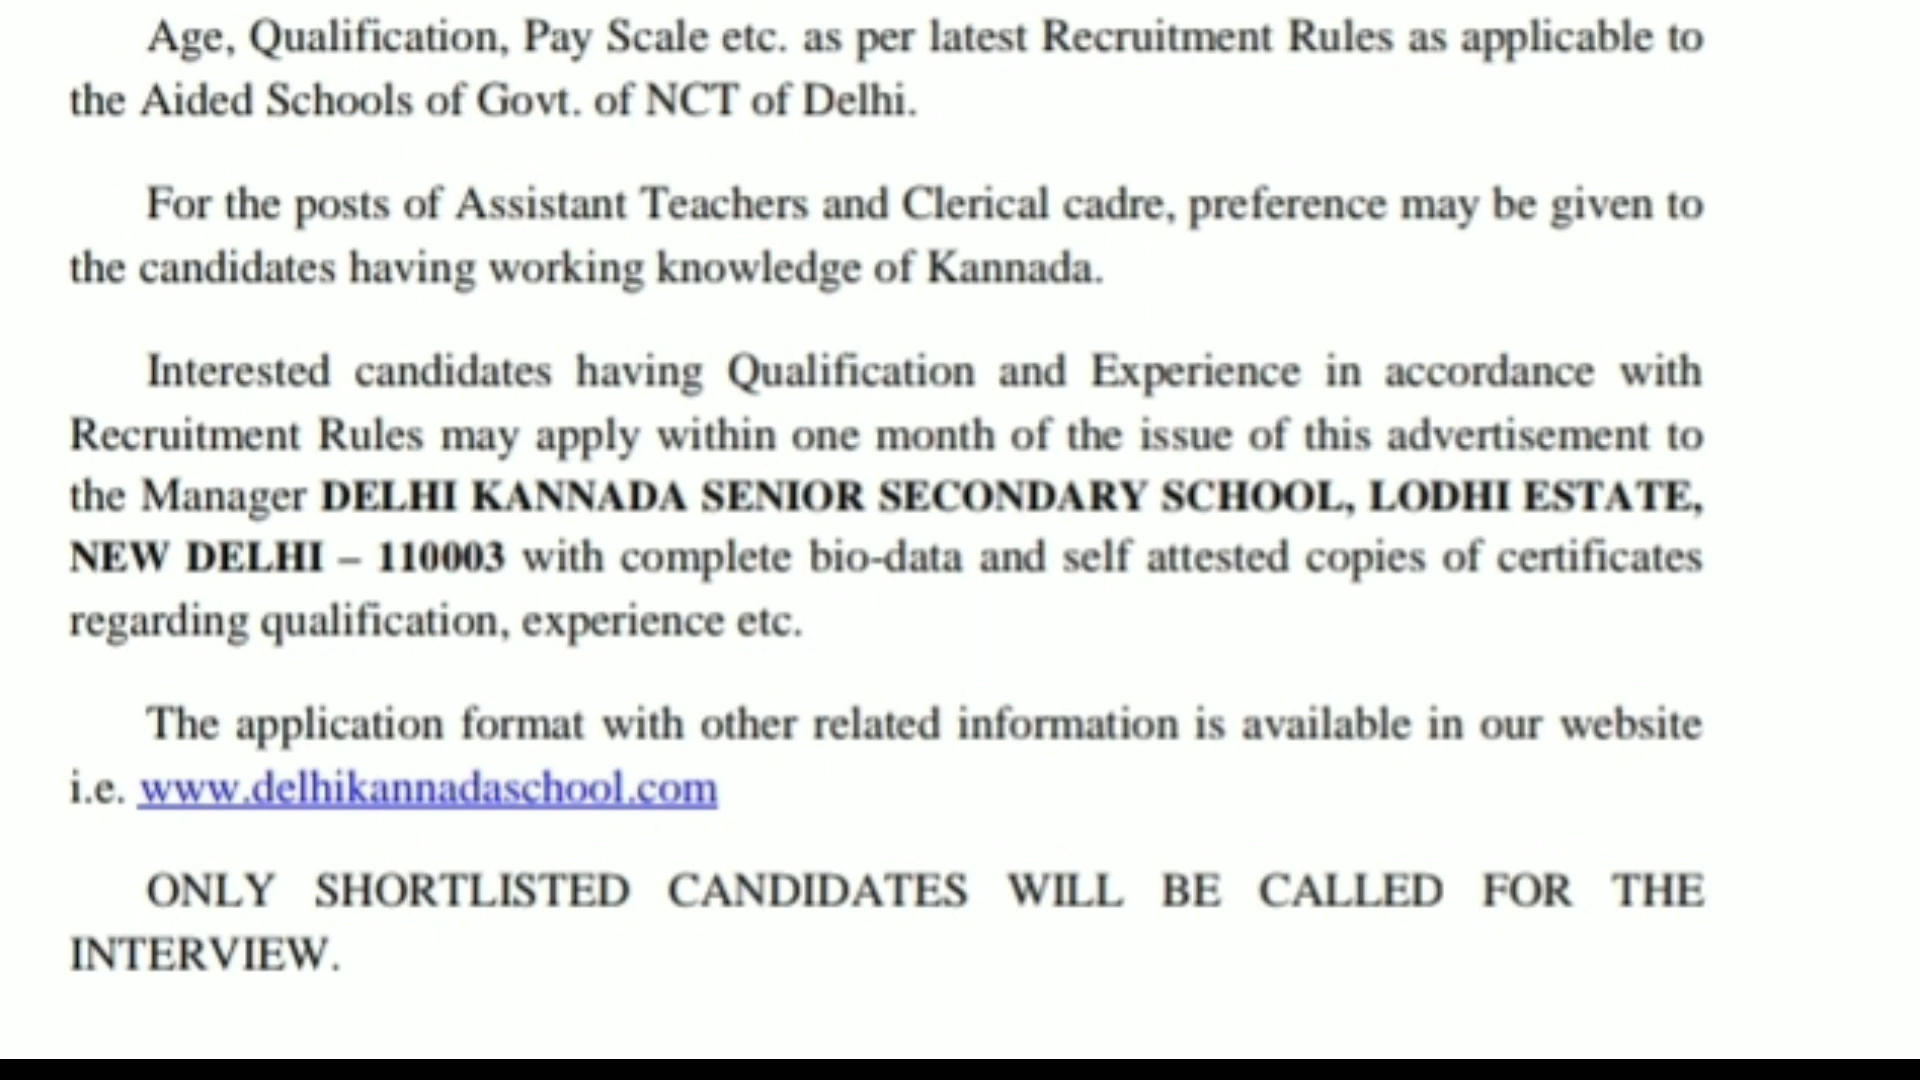 Age, Qualification, Pay Scale etc. as per latest Recruitment Rules as applicable to
the Aided Schools of Govt. of NCT of Delhi.
For the posts of Assistant Teachers and Clerical cadre, preference may be given to
the candidates having working knowledge of Kannada.
Interested candidates having Qualification and Experience in accordance with
Recruitment Rules may apply within one month of the issue of this advertisement to
the Manager DELHI KANNADA SENIOR SECONDARY SCHOOL, LODHI ESTATE,
NEW DELHI – 110003 with complete bio-data and self attested copies of certificates
regarding qualification, experience etc.
The application format with other related information is available in our website
i.e. www.delhikannadaschool.com
ONLY SHORTLISTED CANDIDATES WILL BE CALLED FOR THE
INTERVIEW.